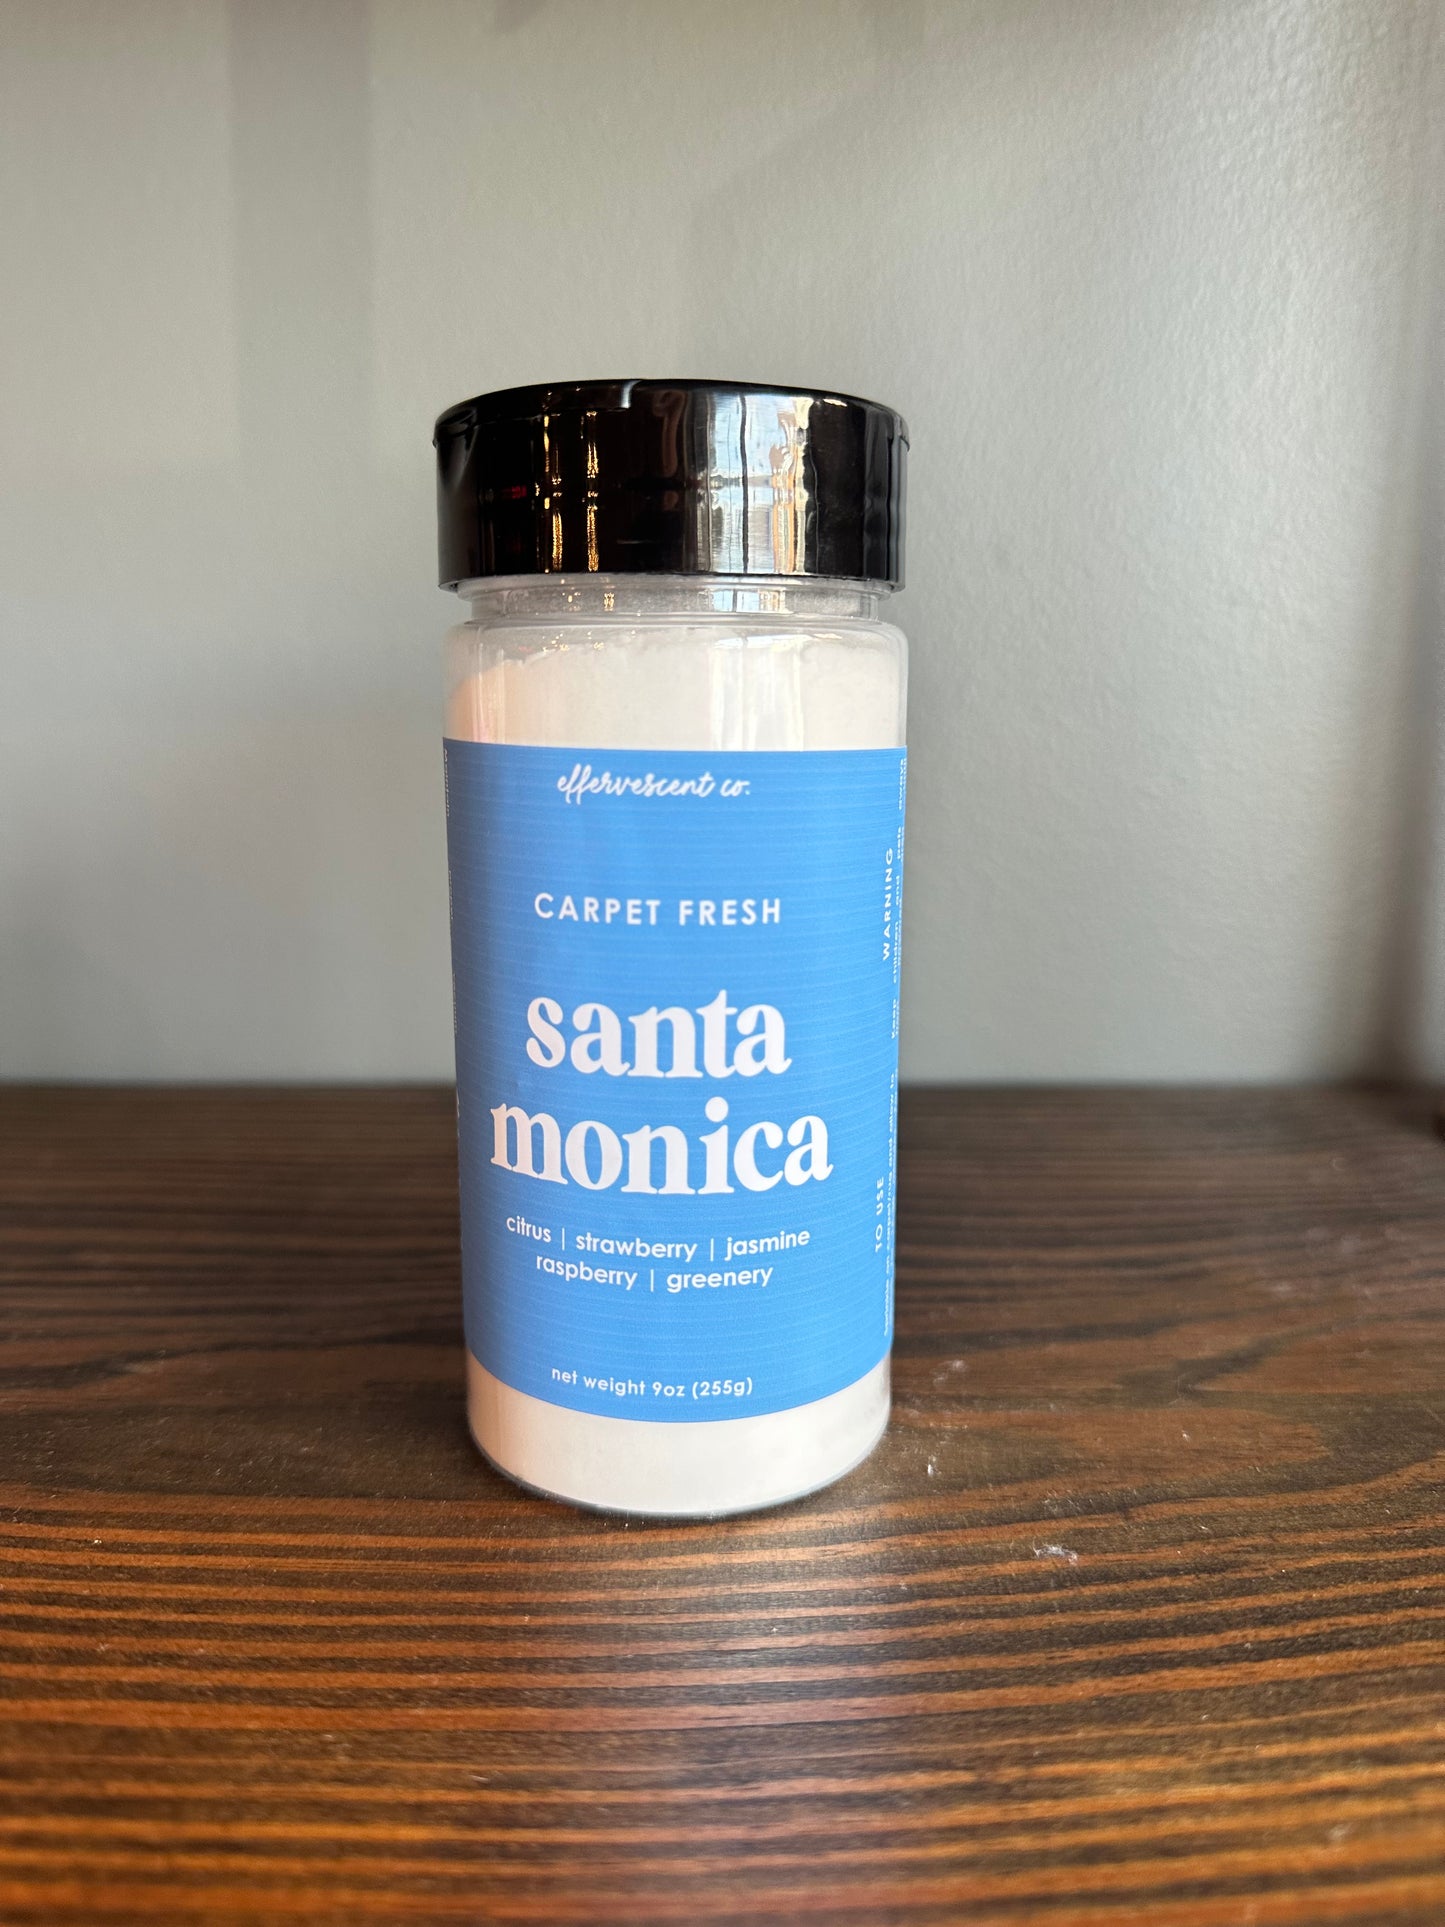 effervescent co.
CARPET FRESH
santa
monica
citrus | strawberry | jasmine
raspberry | greenery
net weight 9oz (255g)
WARNING
TO USE